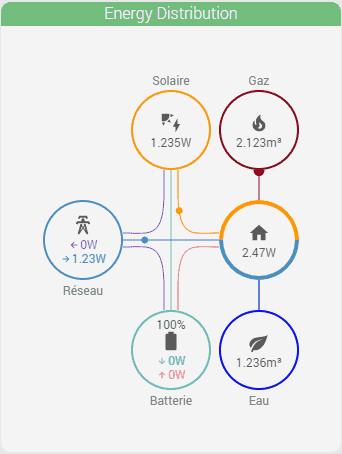 Energy Distribution
Solaire
Gaz
1.235W
2.123m³
← 0W
→ 1.23W
2.47W
Réseau
100%
↓ 0W
↑ 0W
1.236m³
Batterie
Eau